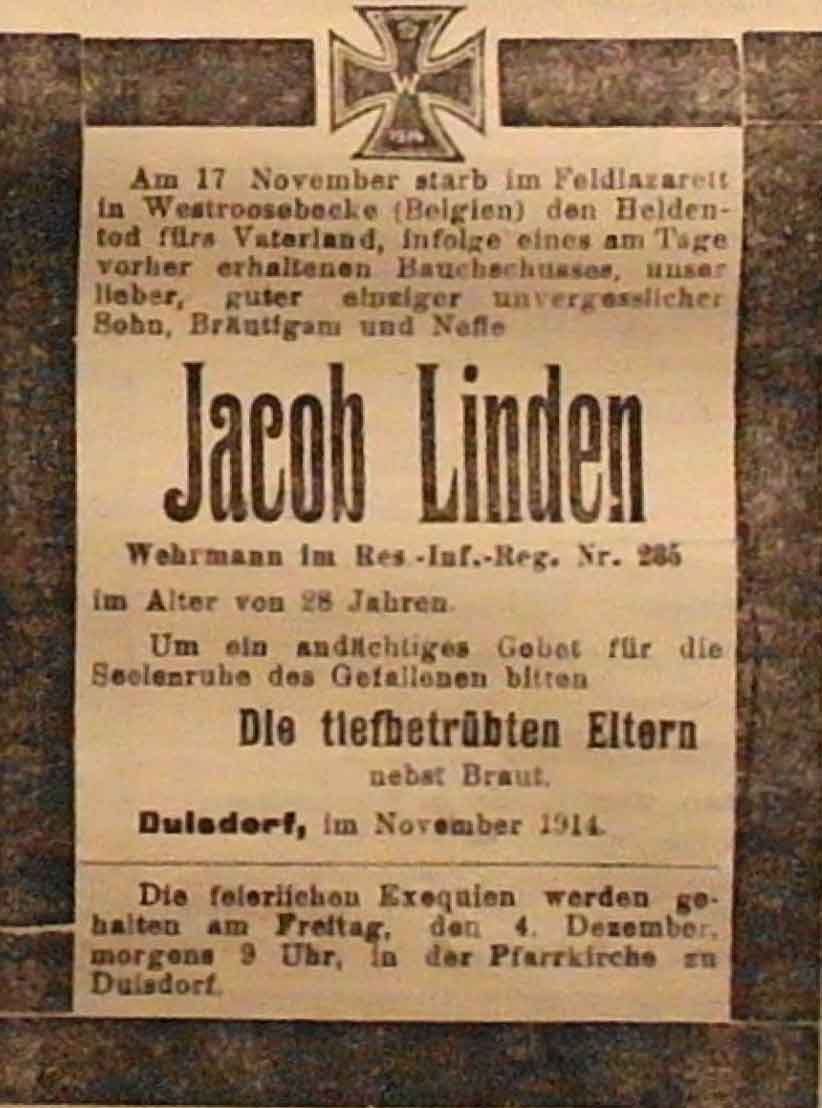 W
1914
Am 17 November starb im Feldlazarett
in Westroosebecke (Belgien) den Helden-
tod fürs Vaterland, infolge eines am Tage
vorher erhaltenen Bauchschusses, unser
lieber, guter einziger unvergesslicher
Sohn, Bräutigam und Neffe
Jacob Linden
Wehrmann im Res.-Inf.-Reg. Nr. 235
im Alter von 28 Jahren.
Um ein andächtiges Gebet für die
Seelenruhe des Gefallenen bitten
Die tiefbetrübten Eltern
nebst Braut.
Duisdorf, im November 1914.
Die feierlichen Exequien werden ge-
halten am Freitag, den 4. Dezember,
morgens 9 Uhr, in der Pfarrkirche zu
Duisdorf.